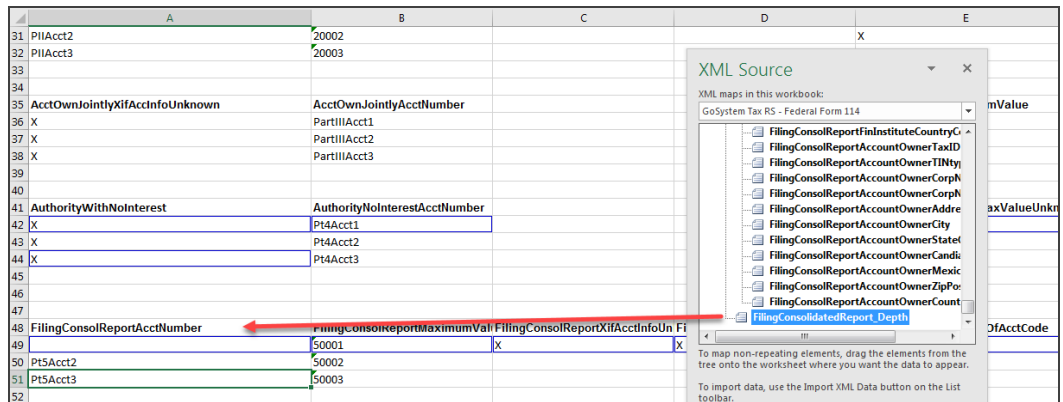 A B C D E
31 PIIAcct2 20002 X
32 PIIAcct3 20003
33
34
35 AcctOwnJointlyXifAccInfoUnknown AcctOwnJointlyAcctNumber mValue
36 X PartIIIAcct1
37 X PartIIIAcct2
38 X PartIIIAcct3
39
40
41 AuthorityWithNoInterest AuthorityNoInterestAcctNumber axValueUnkn
42 X Pt4Acct1
43 X Pt4Acct2
44 X Pt4Acct3
45
46
47
48 FilingConsolReportAcctNumber FilingConsolReportMaximumVal FilingConsolReportXifAcctInfoUn Fi OfAcctCode
49 50001 X X
50 Pt5Acct2 50002
51 Pt5Acct3 50003
52
XML Source
XML maps in this workbook:
GoSystem Tax RS - Federal Form 114
FilingConsolReportFinInstituteCountryC
FilingConsolReportAccountOwnerTaxID
FilingConsolReportAccountOwnerTINty
FilingConsolReportAccountOwnerCorpN
FilingConsolReportAccountOwnerCorpN
FilingConsolReportAccountOwnerAddre
FilingConsolReportAccountOwnerCity
FilingConsolReportAccountOwnerState
FilingConsolReportAccountOwnerCandia
FilingConsolReportAccountOwnerMexic
FilingConsolReportAccountOwnerZipPos
FilingConsolReportAccountOwnerCount
FilingConsolidatedReport_Depth
To map non-repeating elements, drag the elements from the
tree onto the worksheet where you want the data to appear.
To import data, use the Import XML Data button on the List
toolbar.